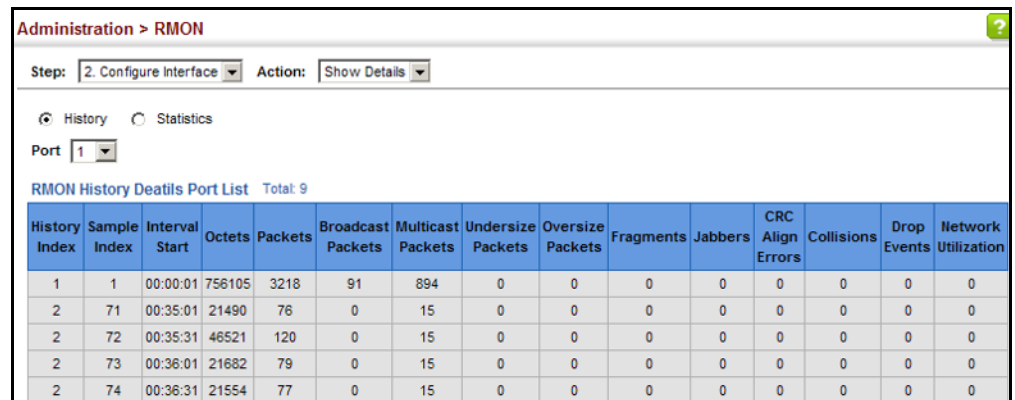 Administration > RMON
?
Step: 2. Configure Interface Action: Show Details
History Statistics
Port 1
RMON History Deatils Port List Total: 9
History Index Sample Index Interval Start Octets Packets Broadcast Packets Multicast Packets Undersize Packets Oversize Packets Fragments Jabbers CRC Align Errors Collisions Drop Events Network Utilization
1 1 00:00:01 756105 3218 91 894 0 0 0 0 0 0 0 0
2 71 00:35:01 21490 76 0 15 0 0 0 0 0 0 0 0
2 72 00:35:31 46521 120 0 15 0 0 0 0 0 0 0 0
2 73 00:36:01 21682 79 0 15 0 0 0 0 0 0 0 0
2 74 00:36:31 21554 77 0 15 0 0 0 0 0 0 0 0